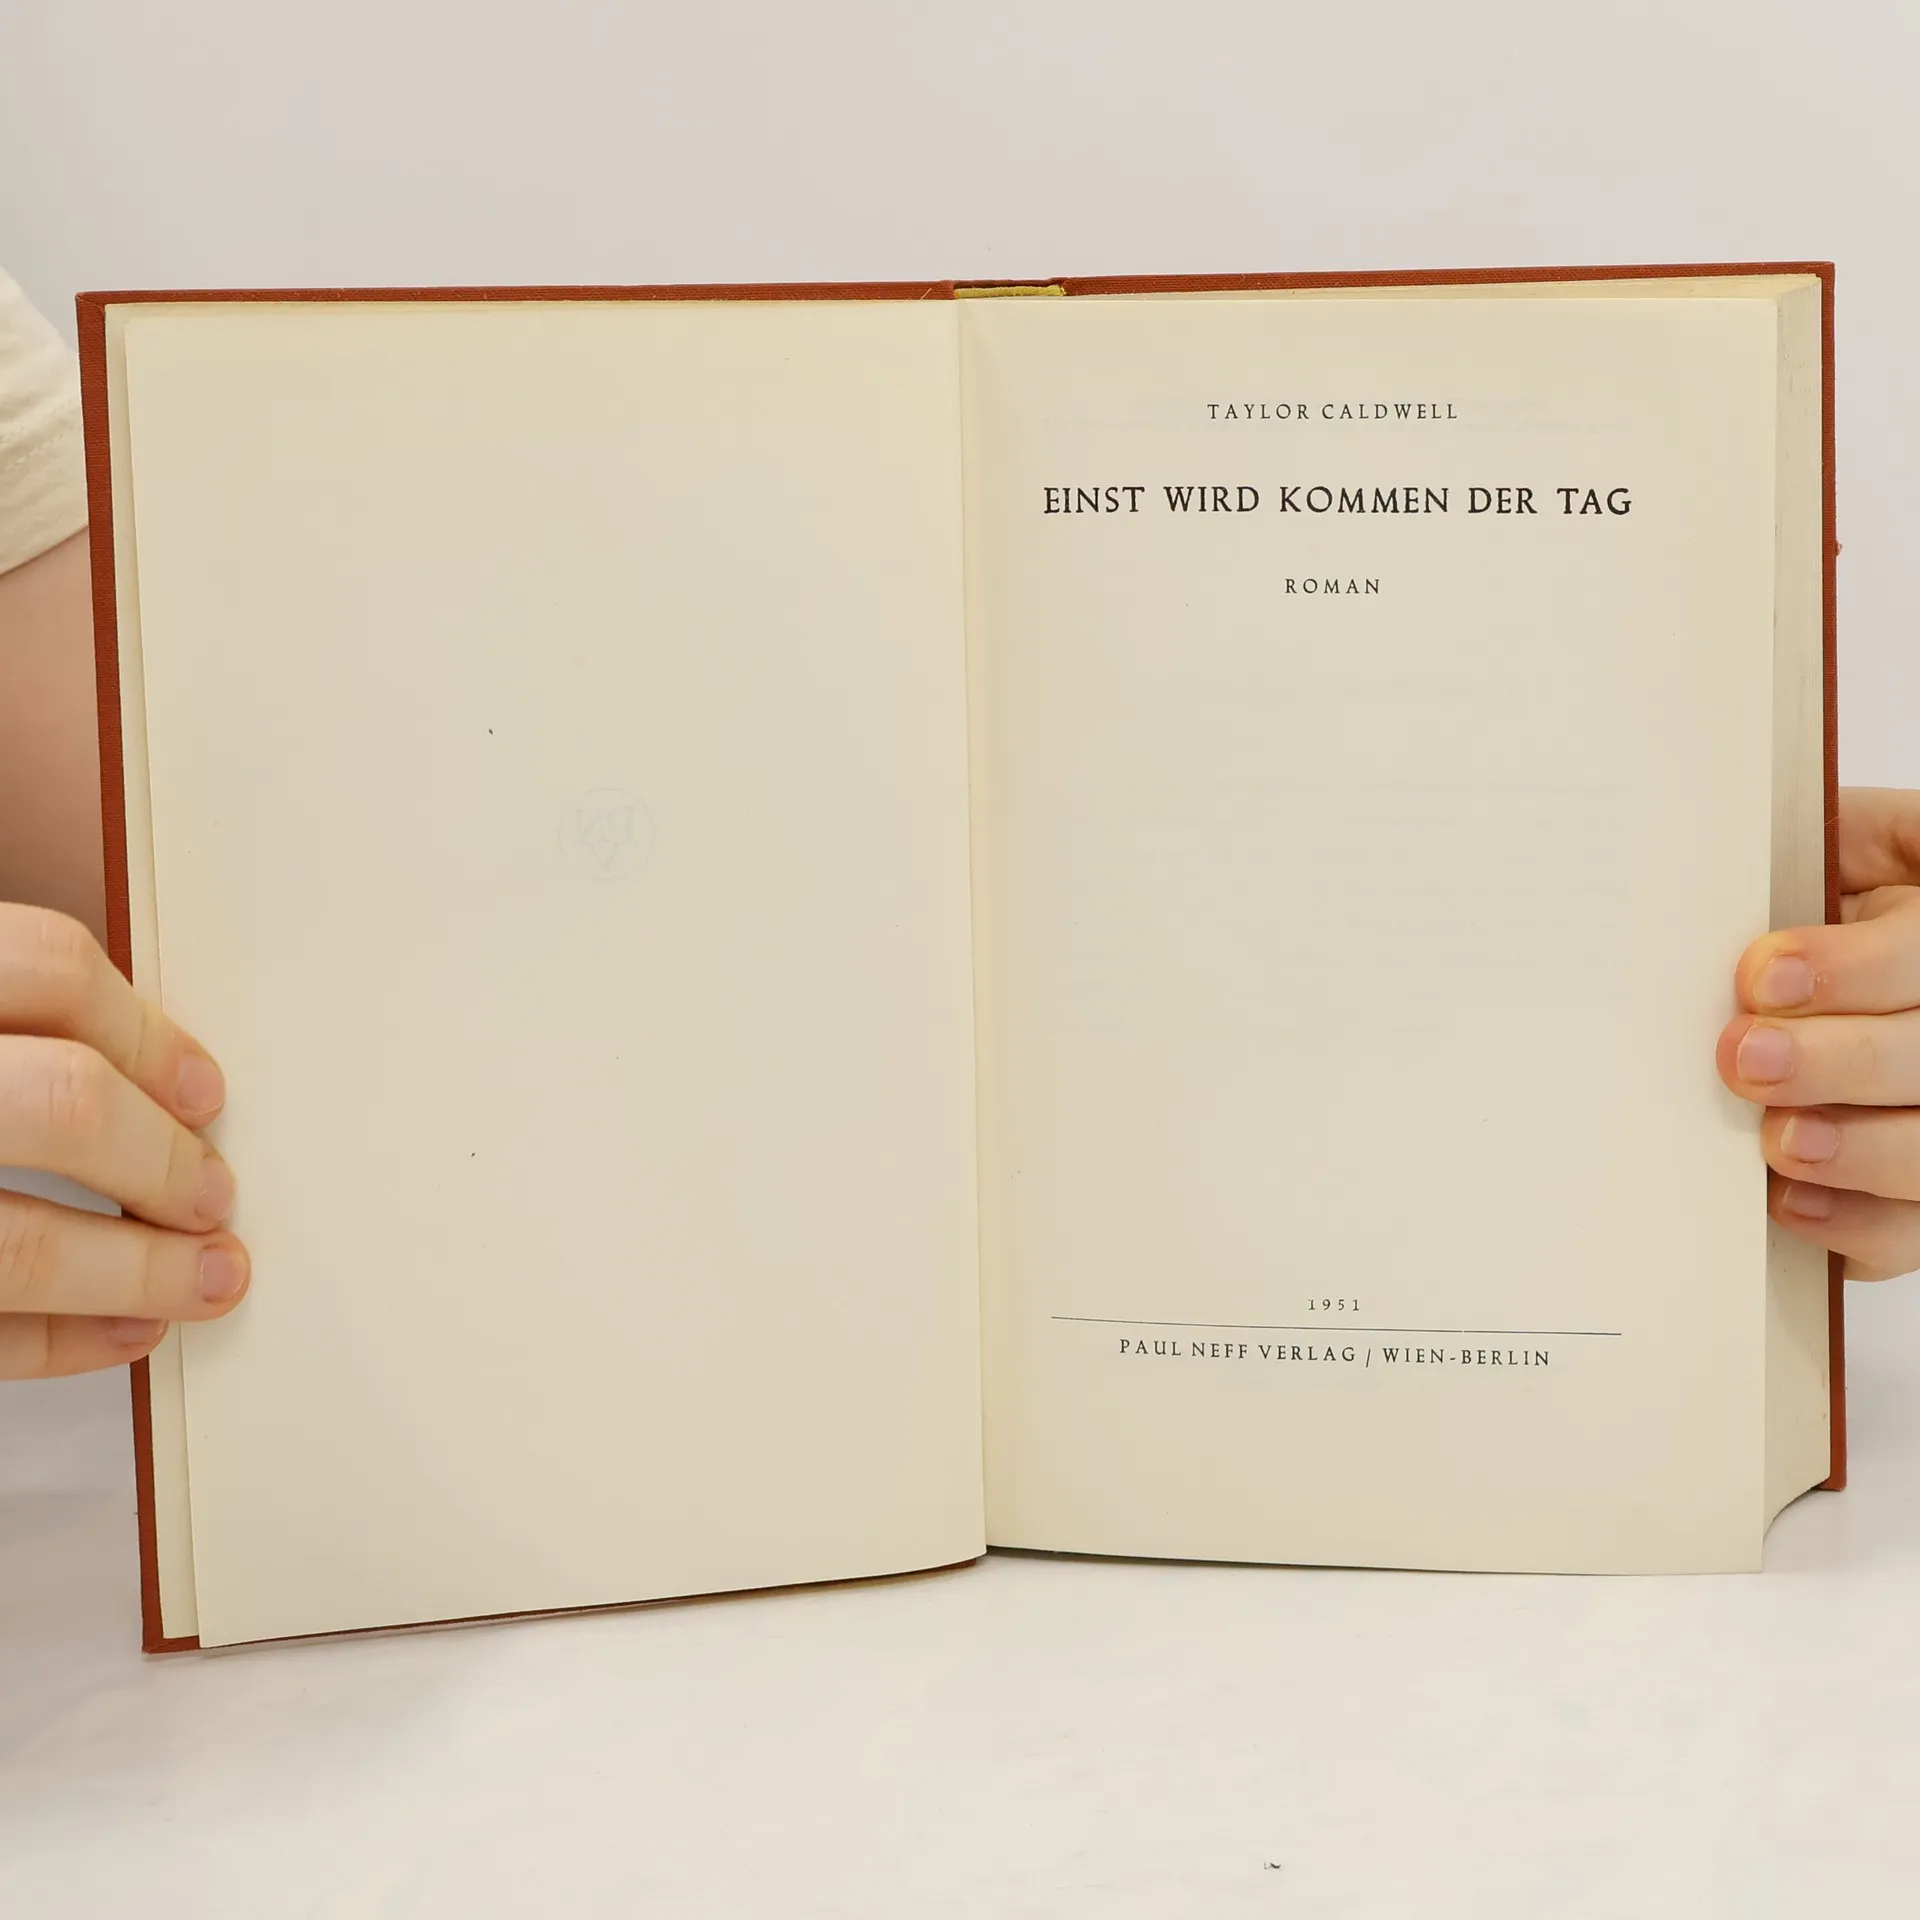 TAYLOR CALDWELL
EINST WIRD KOMMEN DER TAG
ROMAN
1951
PAUL NEFF VERLAG / WIEN-BERLIN